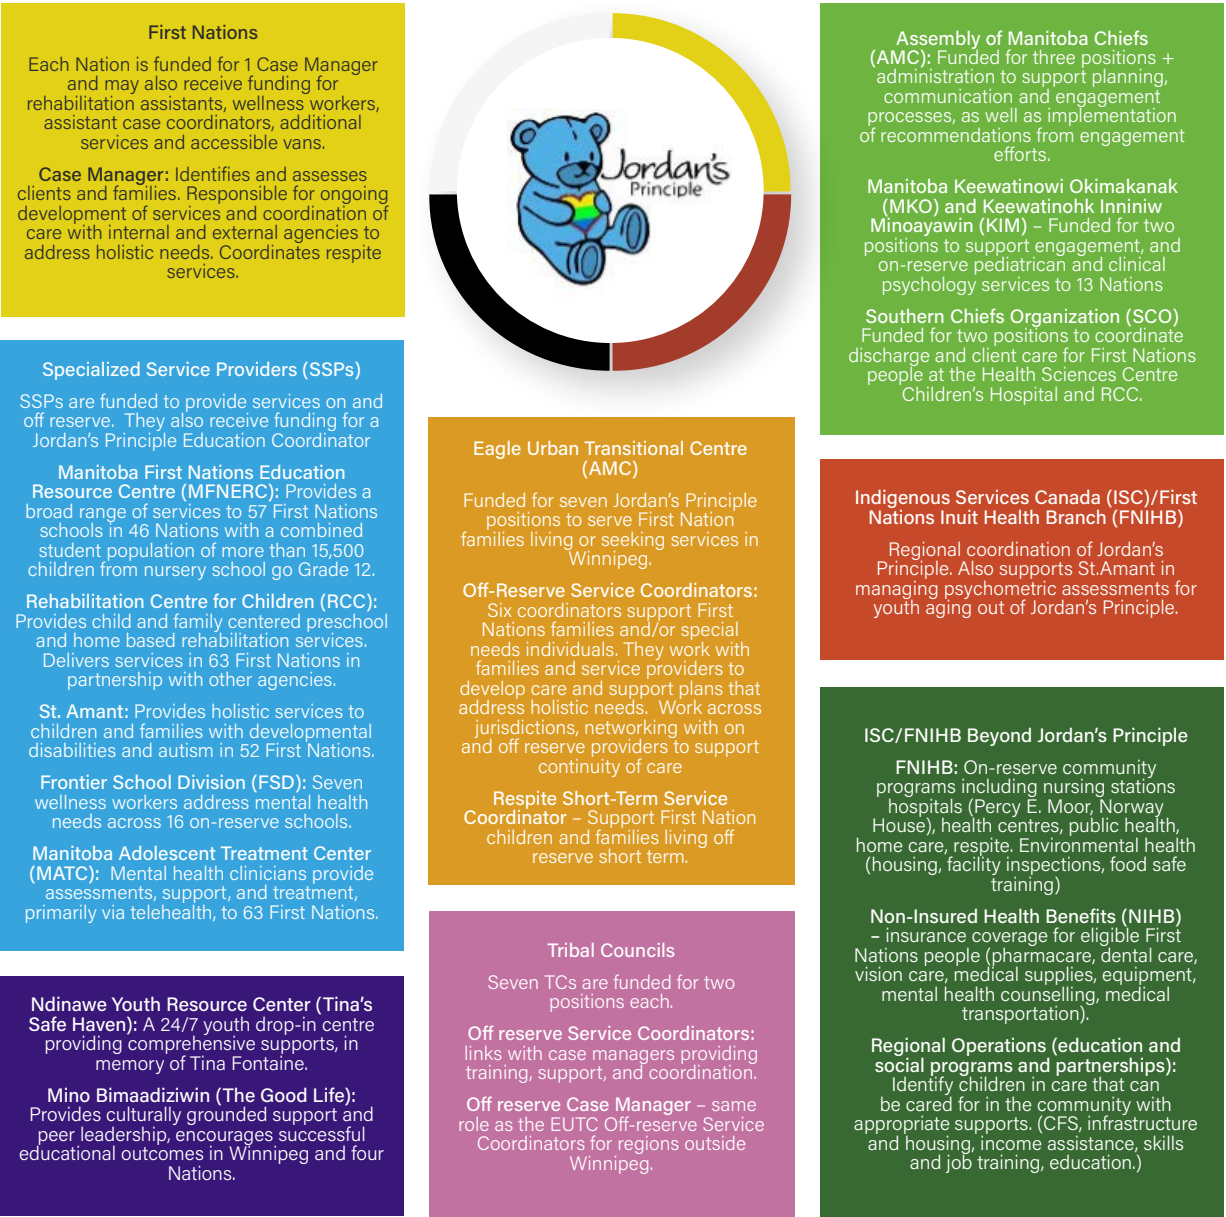 First Nations
Each Nation is funded for 1 Case Manager
and may also receive funding for
rehabilitation assistants, wellness workers,
assistant case coordinators, additional
services and accessible vans.
Case Manager: Identifies and assesses
clients and families. Responsible for ongoing
development of services and coordination of
care with internal and external agencies to
address holistic needs. Coordinates respite
services.
Specialized Service Providers (SSPs)
SSPs are funded to provide services on and
off reserve. They also receive funding for a
Jordan's Principle Education Coordinator
Manitoba First Nations Education
Resource Centre (MFNERC): Provides a
broad range of services to 57 First Nations
schools in 46 Nations with a combined
student population of more than 15,500
children from nursery school go Grade 12.
Rehabilitation Centre for Children (RCC):
Provides child and family centered preschool
and home based rehabilitation services.
Delivers services in 63 First Nations in
partnership with other agencies.
St. Amant: Provides holistic services to
children and families with developmental
disabilities and autism in 52 First Nations.
Frontier School Division (FSD): Seven
wellness workers address mental health
needs across 16 on-reserve schools.
Manitoba Adolescent Treatment Center
(MATC): Mental health clinicians provide
assessments, support, and treatment,
primarily via telehealth, to 63 First Nations.
Ndinawe Youth Resource Center (Tina's
Safe Haven): A 24/7 youth drop-in centre
providing comprehensive supports, in
memory of Tina Fontaine.
Mino Bimaadiziwin (The Good Life):
Provides culturally grounded support and
peer leadership, encourages successful
educational outcomes in Winnipeg and four
Nations.
Jordan's
Principle
Eagle Urban Transitional Centre
(AMC)
Funded for seven Jordan's Principle
positions to serve First Nation
families living or seeking services in
Winnipeg.
Off-Reserve Service Coordinators:
Six coordinators support First
Nations families and/or special
needs individuals. They work with
families and service providers to
develop care and support plans that
address holistic needs. Work across
jurisdictions, networking with on
and off reserve providers to support
continuity of care
Respite Short-Term Service
Coordinator – Support First Nation
children and families living off
reserve short term.
Tribal Councils
Seven TCs are funded for two
positions each.
Off reserve Service Coordinators:
links with case managers providing
training, support, and coordination.
Off reserve Case Manager – same
role as the EUTC Off-reserve Service
Coordinators for regions outside
Winnipeg.
Assembly of Manitoba Chiefs
(AMC): Funded for three positions +
administration to support planning,
communication and engagement
processes, as well as implementation
of recommendations from engagement
efforts.
Manitoba Keewatinowi Okimakanak
(MKO) and Keewatinohk Inniniw
Minoayawin (KIM) – Funded for two
positions to support engagement, and
on-reserve pediatrican and clinical
psychology services to 13 Nations
Southern Chiefs Organization (SCO)
Funded for two positions to coordinate
discharge and client care for First Nations
people at the Health Sciences Centre
Children's Hospital and RCC.
Indigenous Services Canada (ISC)/First
Nations Inuit Health Branch (FNIHB)
Regional coordination of Jordan's
Principle. Also supports St.Amant in
managing psychometric assessments for
youth aging out of Jordan's Principle.
ISC/FNIHB Beyond Jordan's Principle
FNIHB: On-reserve community
programs including nursing stations
hospitals (Percy E. Moor, Norway
House), health centres, public health,
home care, respite. Environmental health
(housing, facility inspections, food safe
training)
Non-Insured Health Benefits (NIHB)
– insurance coverage for eligible First
Nations people (pharmacare, dental care,
vision care, medical supplies, equipment,
mental health counselling, medical
transportation).
Regional Operations (education and
social programs and partnerships):
Identify children in care that can
be cared for in the community with
appropriate supports. (CFS, infrastructure
and housing, income assistance, skills
and job training, education.)